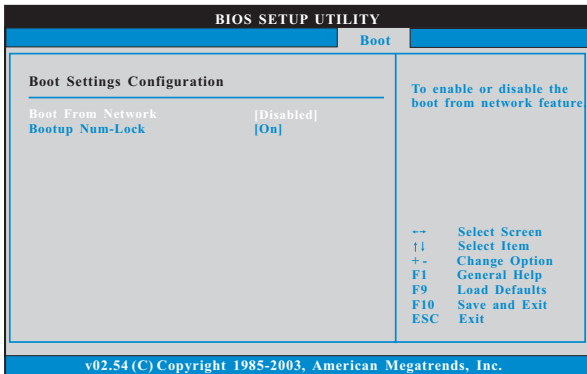 BIOS SETUP UTILITY
Boot
Boot Settings Configuration
Boot From Network [Disabled]
Bootup Num-Lock [On]
To enable or disable the
boot from network feature.
←→ Select Screen
↑↓ Select Item
+ - Change Option
F1 General Help
F9 Load Defaults
F10 Save and Exit
ESC Exit
v02.54 (C) Copyright 1985-2003, American Megatrends, Inc.